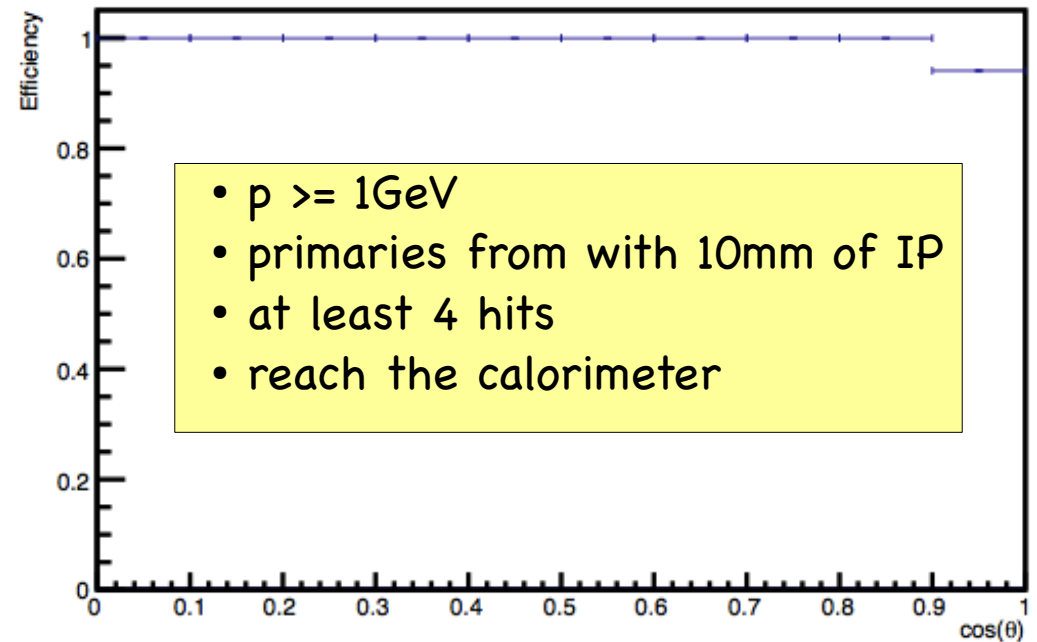 Efficiency
1
0.8
0.6
0.4
0.2
0
• p >= 1GeV
• primaries from with 10mm of IP
• at least 4 hits
• reach the calorimeter
0 0.1 0.2 0.3 0.4 0.5 0.6 0.7 0.8 0.9 1
cos(θ)